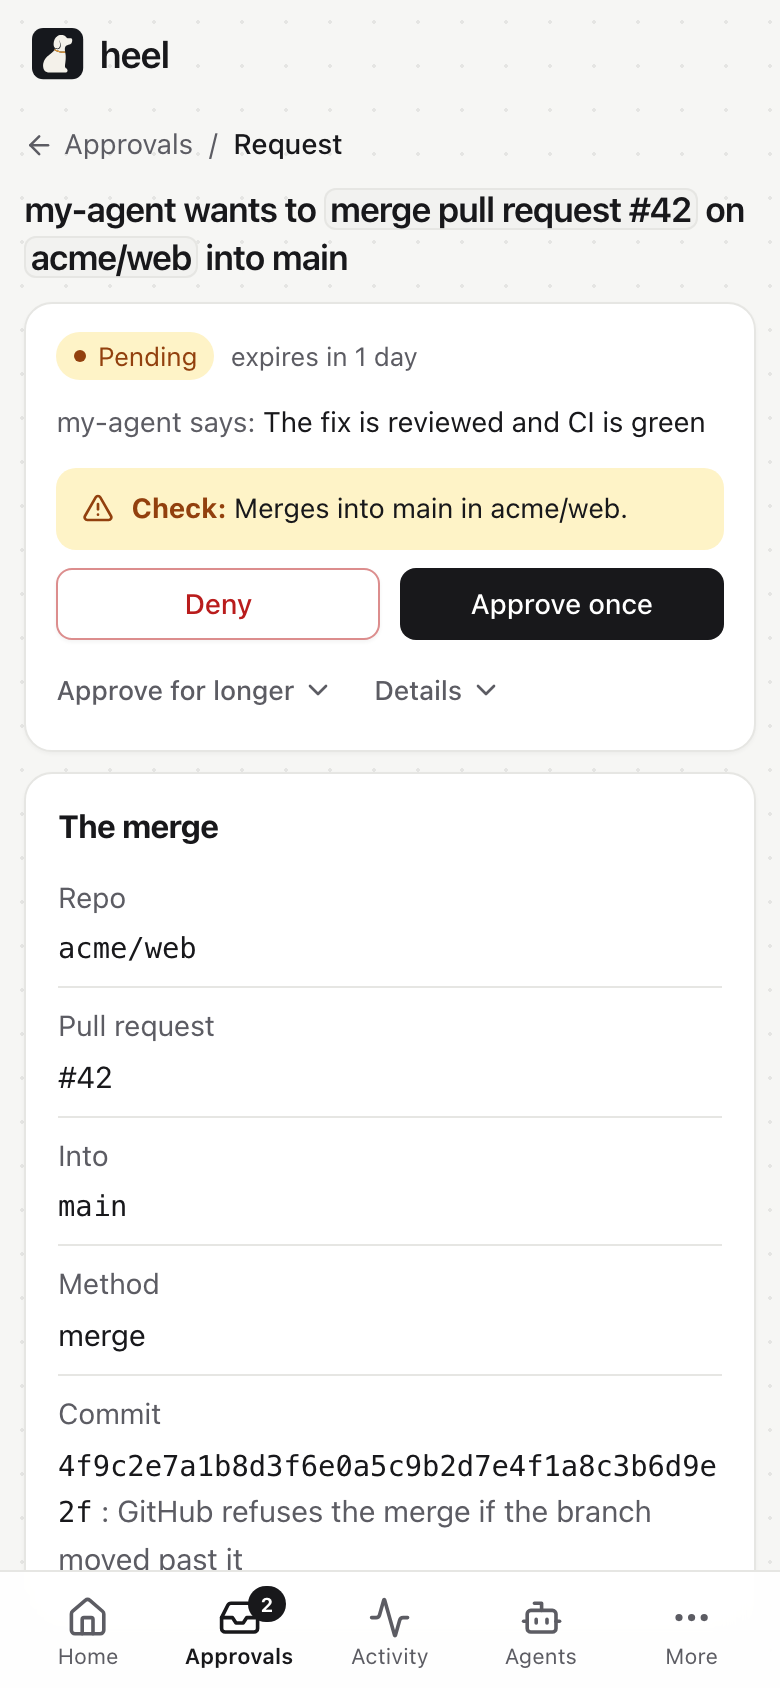 heel
Approvals / Request
my-agent wants to merge pull request #42 on
acme/web into main
Pending expires in 1 day
my-agent says: The fix is reviewed and CI is green
Check: Merges into main in acme/web.
Deny Approve once
Approve for longer Details
The merge
Repo
acme/web
Pull request
#42
Into
main
Method
merge
Commit
4f9c2e7a1b8d3f6e0a5c9b2d7e4f1a8c3b6d9e
2f : GitHub refuses the merge if the branch
moved past it
2
Home Approvals Activity Agents More